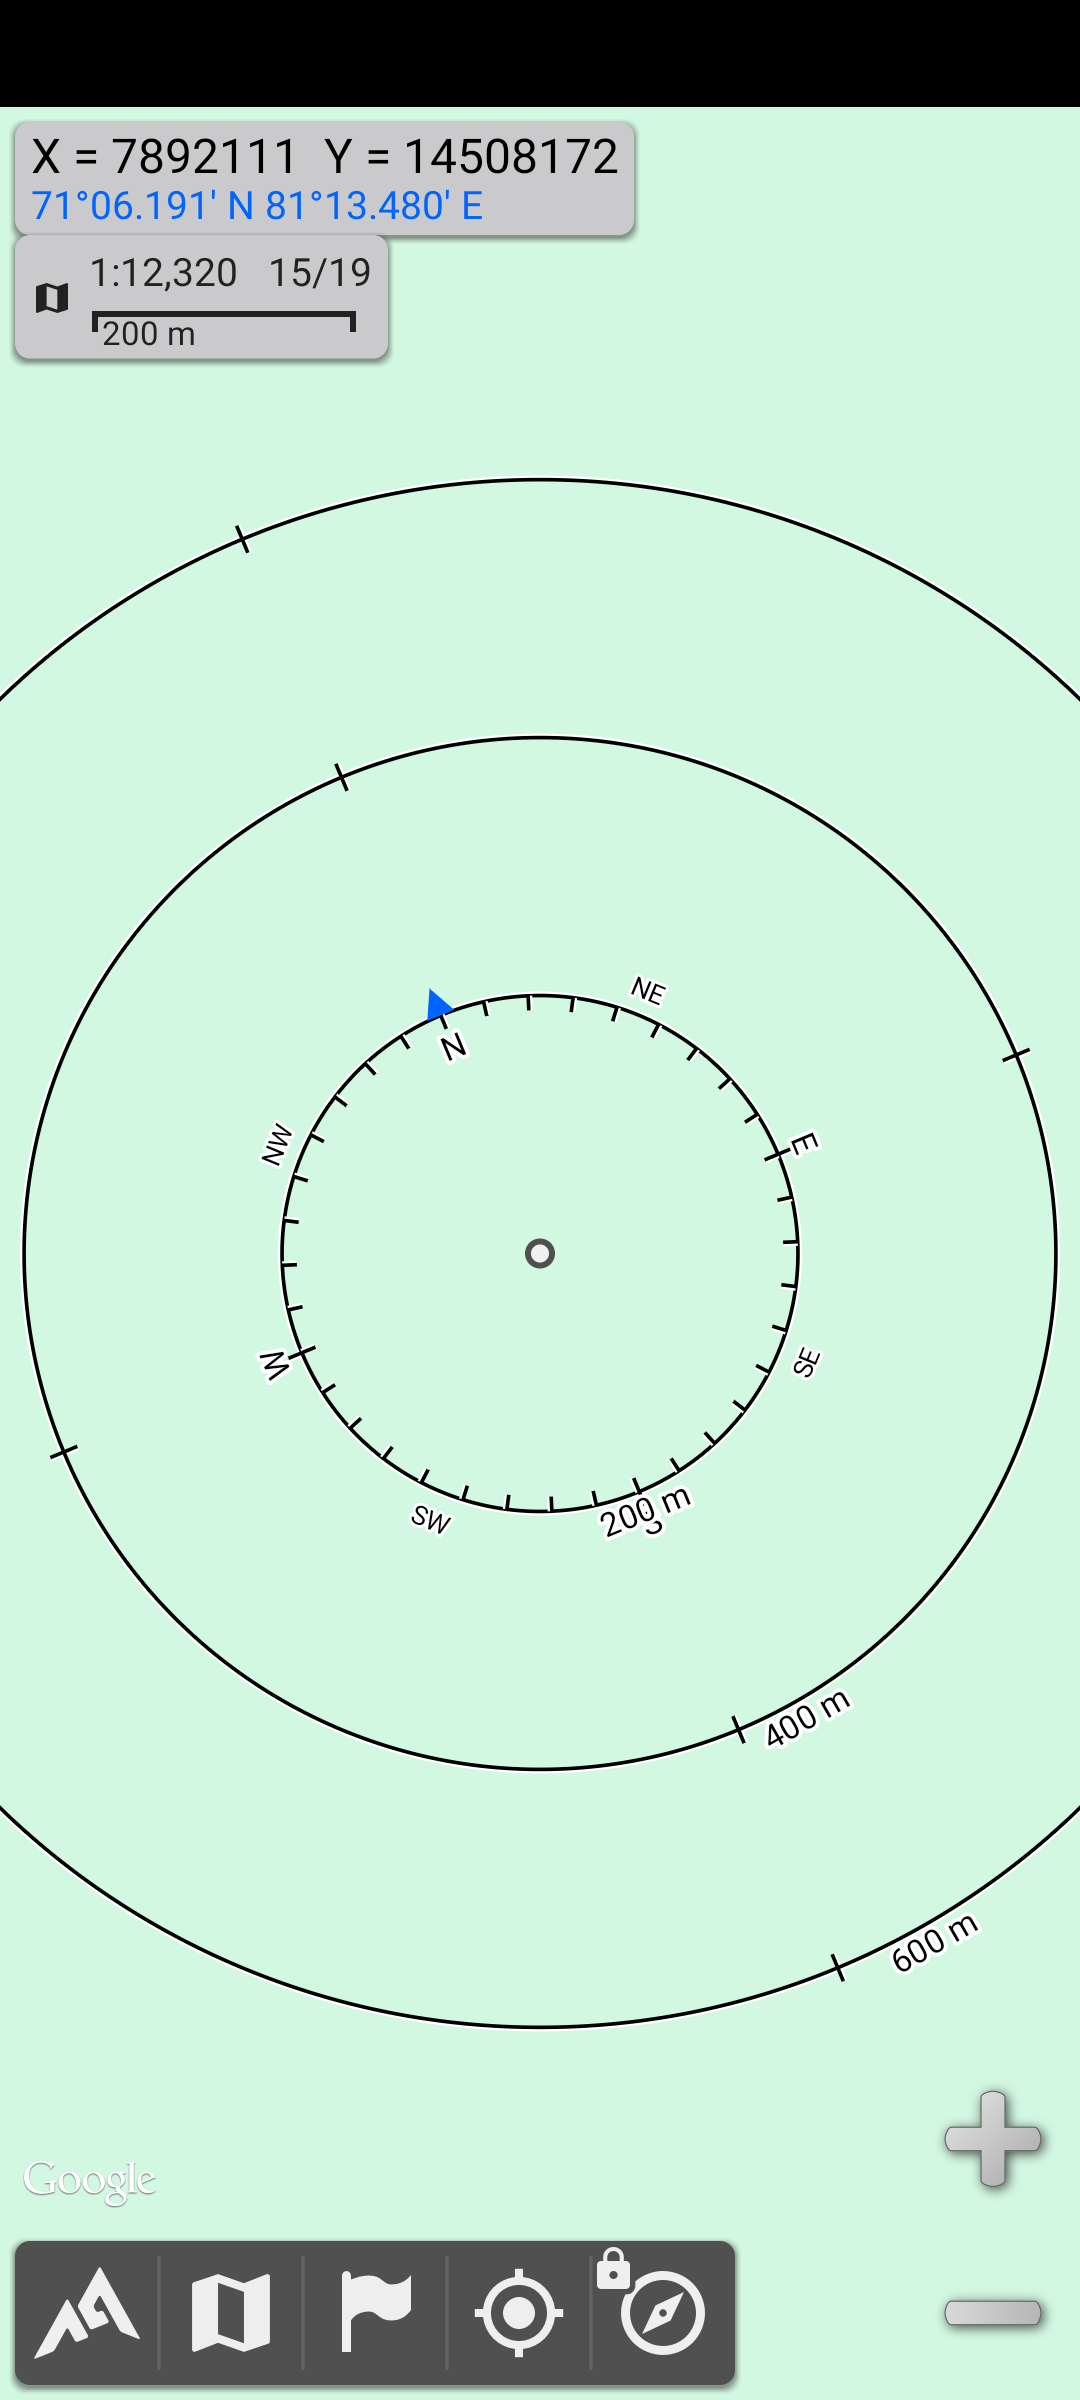 X = 7892111 Y = 14508172
71°06.191' N 81°13.480' E
1:12,320 15/19
200 m
NE
N
NW
E
W
SE
200 m
S
SW
400 m
600 m
Google